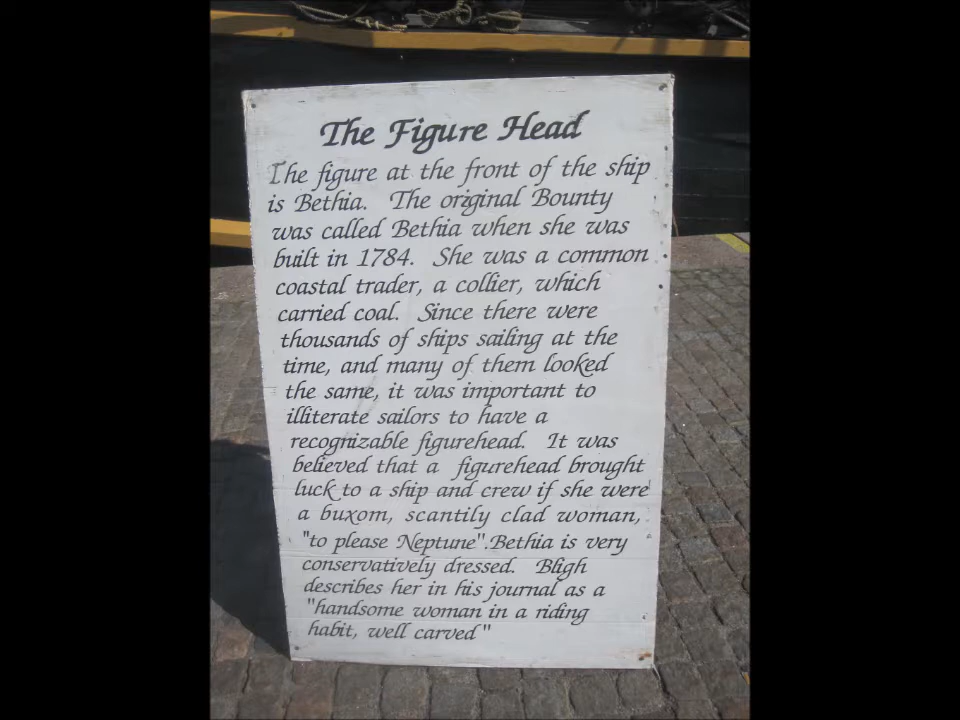 The Figure Head
The figure at the front of the ship
is Bethia. The original Bounty
was called Bethia when she was
built in 1784. She was a common
coastal trader, a collier, which
carried coal. Since there were
thousands of ships sailing at the
time, and many of them looked
the same, it was important to
illiterate sailors to have a
recognizable figurehead. It was
believed that a figurehead brought
luck to a ship and crew if she were
a buxom, scantily clad woman,
"to please Neptune".Bethia is very
conservatively dressed. Bligh
describes her in his journal as a
"handsome woman in a riding
habit, well carved"